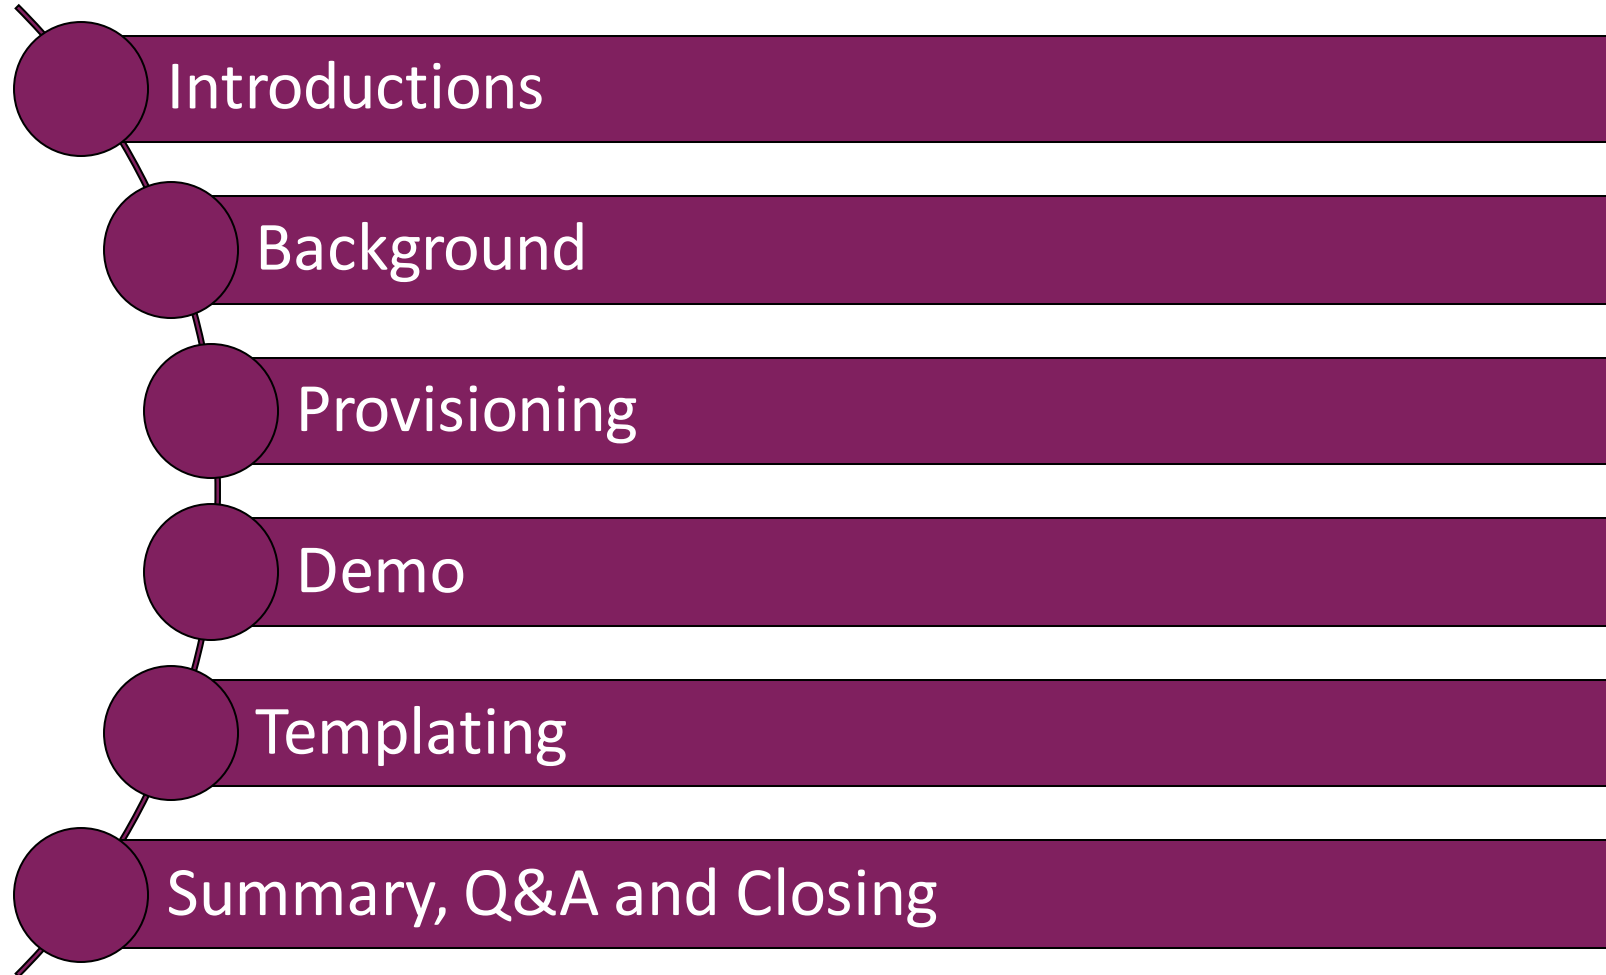 Introductions
Background
Provisioning
Demo
Templating
Summary, Q&A and Closing